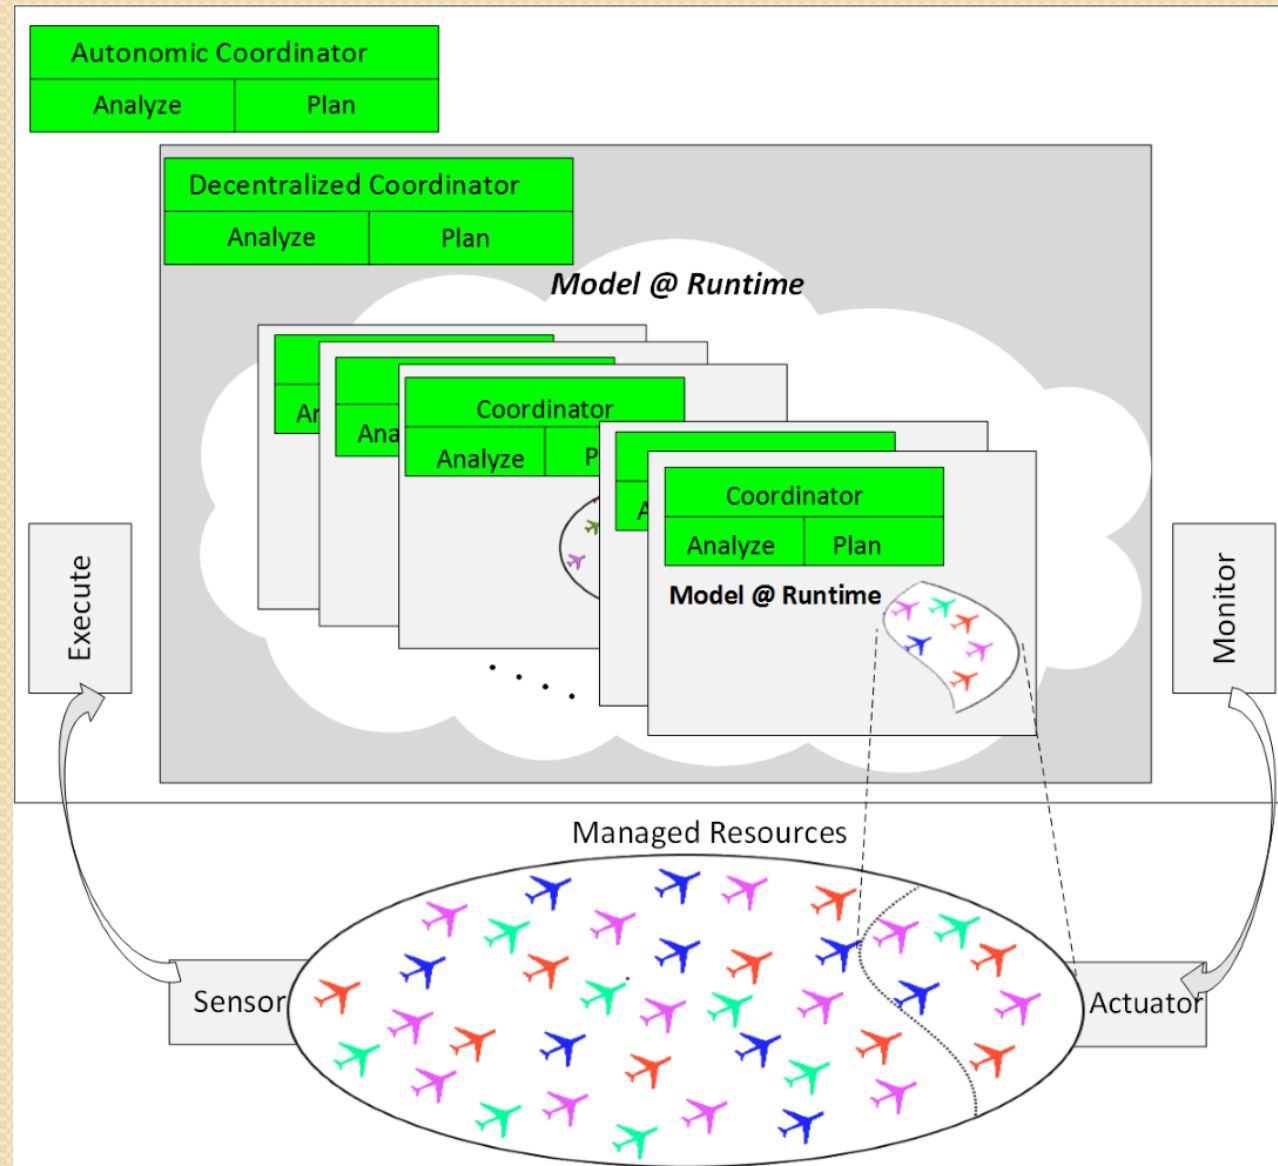 Autonomic Coordinator
Analyze Plan
Decentralized Coordinator
Analyze Plan
Model @ Runtime
Coordinator
Analyze
Coordinator
Analyze Plan
Model @ Runtime
Execute
Monitor
Managed Resources
Sensor
Actuator